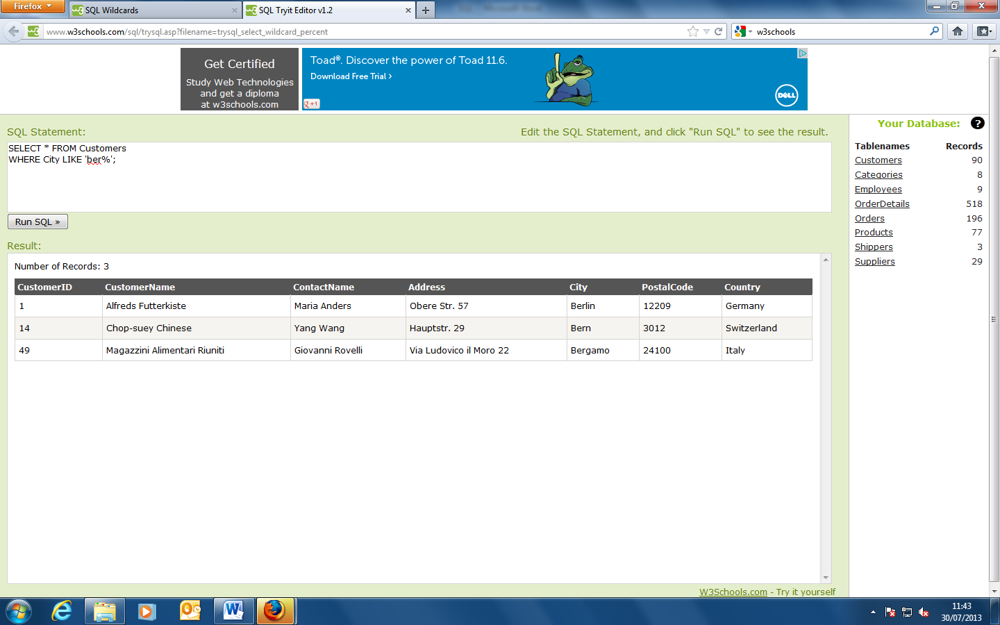 Firefox
SQL Wildcards
SQL Tryit Editor v1.2
www.w3schools.com/sql/trysql.asp?filename=trysql_select_wildcard_percent
w3schools
Get Certified
Study Web Technologies
and get a diploma
at w3schools.com
Toad®. Discover the power of Toad 11.6.
Download Free Trial ›
g +1
DELL
SQL Statement:
Edit the SQL Statement, and click "Run SQL" to see the result.
SELECT * FROM Customers
WHERE City LIKE 'ber%';
Run SQL »
Result:
Number of Records: 3
CustomerID CustomerName ContactName Address City PostalCode Country
1 Alfreds Futterkiste Maria Anders Obere Str. 57 Berlin 12209 Germany
14 Chop-suey Chinese Yang Wang Hauptstr. 29 Bern 3012 Switzerland
49 Magazzini Alimentari Riuniti Giovanni Rovelli Via Ludovico il Moro 22 Bergamo 24100 Italy
Your Database: ?
Tablenames Records
Customers 90
Categories 8
Employees 9
OrderDetails 518
Orders 196
Products 77
Shippers 3
Suppliers 29
W3Schools.com - Try it yourself
11:43
30/07/2013